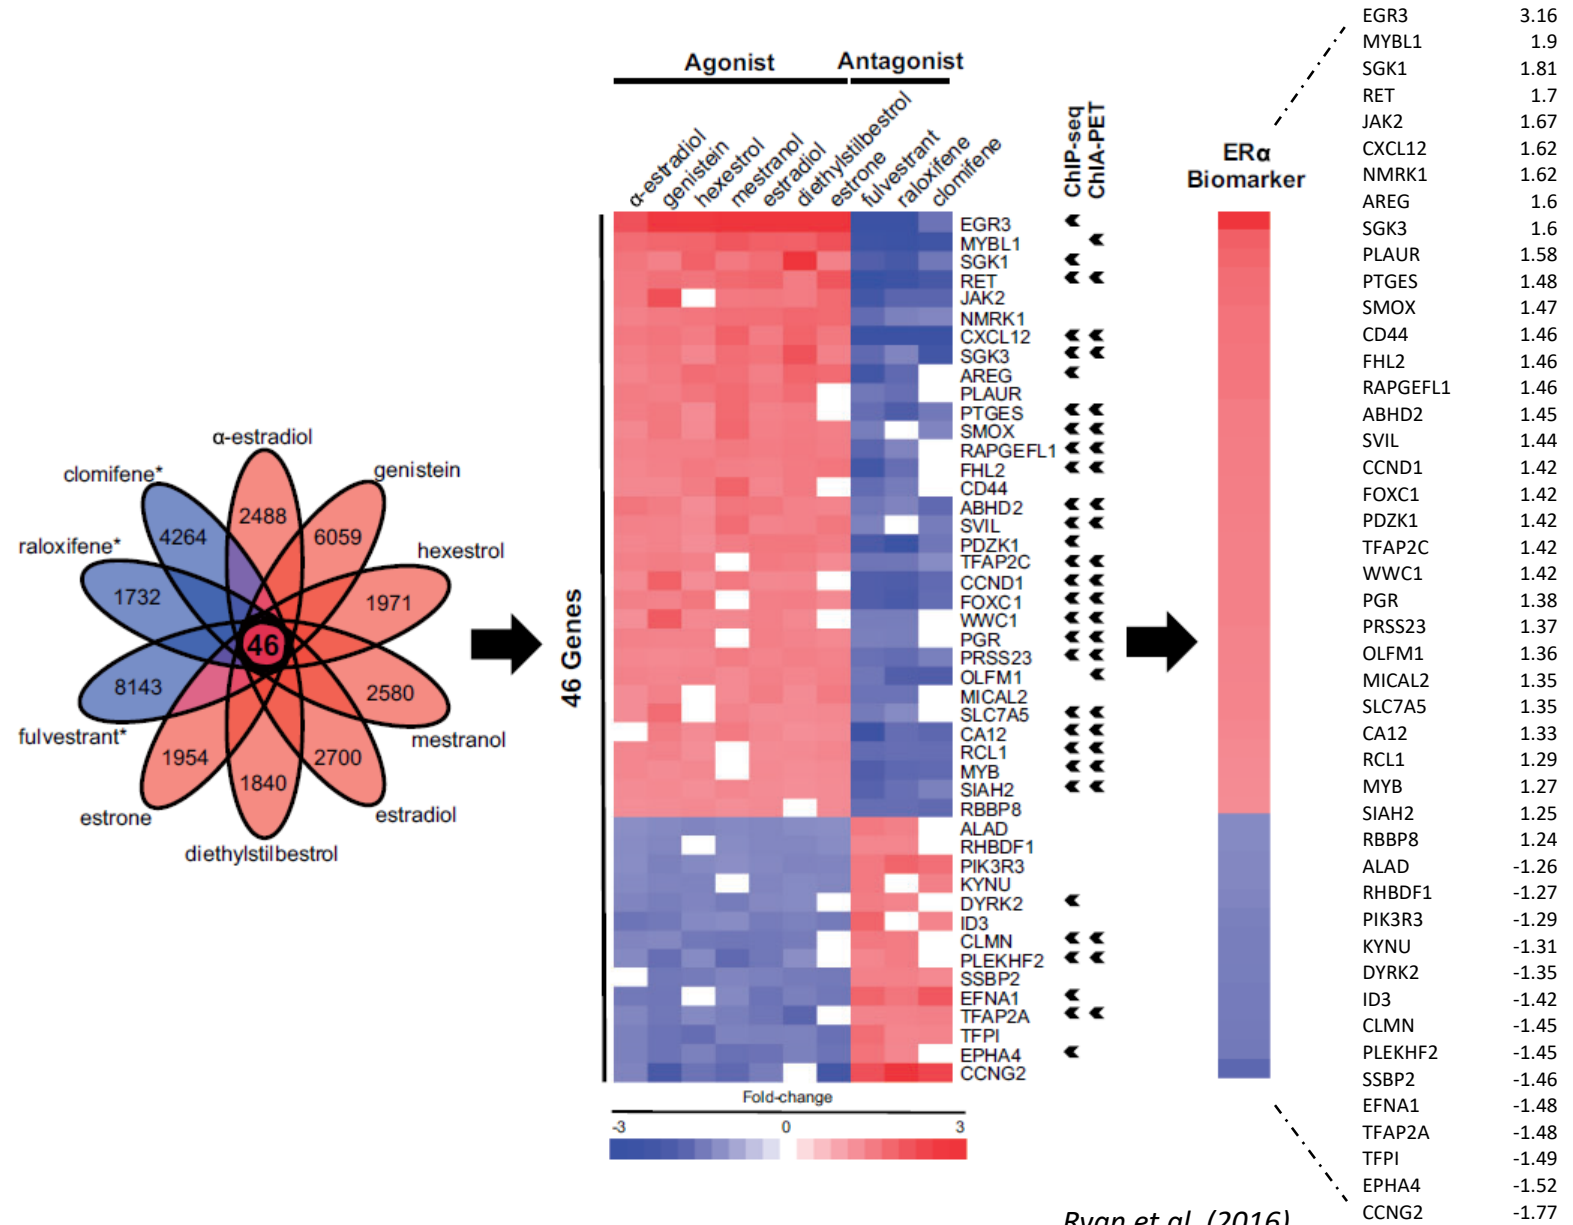 α-estradiol
clomifene*
genistein
2488
4264
6059
raloxifene*
hexestrol
1732
1971
46
8143
2580
fulvestrant*
mestranol
1954
2700
1840
estrone
estradiol
diethylstilbestrol
Agonist
Antagonist
α-estradiol
genistein
hexestrol
mestranol
estradiol
diethylstilbestrol
estrone
fulvestrant
raloxifene
clomifene
ChIP-seq
ChIA-PET
46 Genes
EGR3
MYBL1
SGK1
RET
JAK2
NMRK1
CXCL12
SGK3
AREG
PLAUR
PTGES
SMOX
RAPGEFL1
FHL2
CD44
ABHD2
SVIL
PDZK1
TFAP2C
CCND1
FOXC1
WWC1
PGR
PRSS23
OLFM1
MICAL2
SLC7A5
CA12
RCL1
MYB
SIAH2
RBBP8
ALAD
RHBDF1
PIK3R3
KYNU
DYRK2
ID3
CLMN
PLEKHF2
SSBP2
EFNA1
TFAP2A
TFPI
EPHA4
CCNG2
Fold-change
-3 0 3
ERα
Biomarker
EGR3 3.16
MYBL1 1.9
SGK1 1.81
RET 1.7
JAK2 1.67
CXCL12 1.62
NMRK1 1.62
AREG 1.6
SGK3 1.6
PLAUR 1.58
PTGES 1.48
SMOX 1.47
CD44 1.46
FHL2 1.46
RAPGEFL1 1.46
ABHD2 1.45
SVIL 1.44
CCND1 1.42
FOXC1 1.42
PDZK1 1.42
TFAP2C 1.42
WWC1 1.42
PGR 1.38
PRSS23 1.37
OLFM1 1.36
MICAL2 1.35
SLC7A5 1.35
CA12 1.33
RCL1 1.29
MYB 1.27
SIAH2 1.25
RBBP8 1.24
ALAD -1.26
RHBDF1 -1.27
PIK3R3 -1.29
KYNU -1.31
DYRK2 -1.35
ID3 -1.42
CLMN -1.45
PLEKHF2 -1.45
SSBP2 -1.46
EFNA1 -1.48
TFAP2A -1.48
TFPI -1.49
EPHA4 -1.52
CCNG2 -1.77
Ryan et al. (2016)